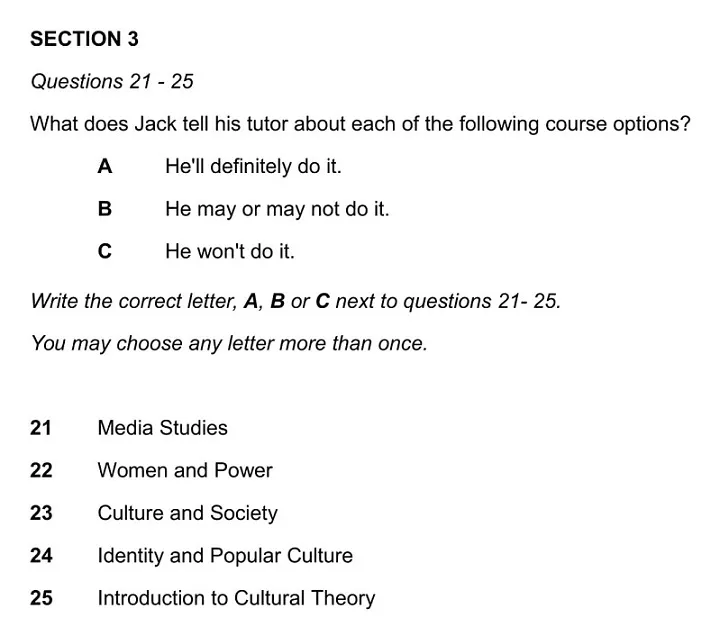 SECTION 3
Questions 21 - 25
What does Jack tell his tutor about each of the following course options?
A He'll definitely do it.
B He may or may not do it.
C He won't do it.
Write the correct letter, A, B or C next to questions 21- 25.
You may choose any letter more than once.
21 Media Studies
22 Women and Power
23 Culture and Society
24 Identity and Popular Culture
25 Introduction to Cultural Theory